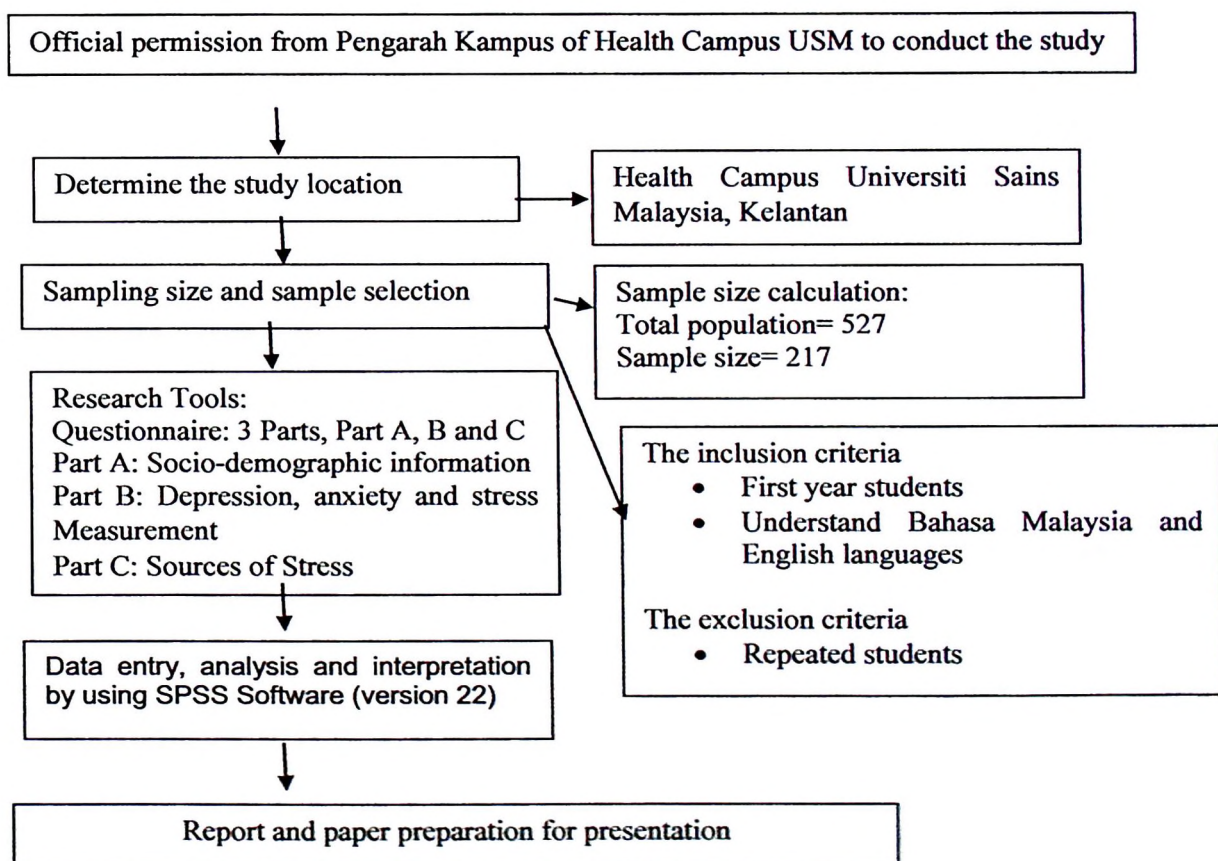 Official permission from Pengarah Kampus of Health Campus USM to conduct the study
Determine the study location
Health Campus Universiti Sains
Malaysia, Kelantan
Sampling size and sample selection
Sample size calculation:
Total population= 527
Sample size= 217
Research Tools:
Questionnaire: 3 Parts, Part A, B and C
Part A: Socio-demographic information
Part B: Depression, anxiety and stress
Measurement
Part C: Sources of Stress
The inclusion criteria
• First year students
• Understand Bahasa Malaysia and
English languages
The exclusion criteria
• Repeated students
Data entry, analysis and interpretation
by using SPSS Software (version 22)
Report and paper preparation for presentation